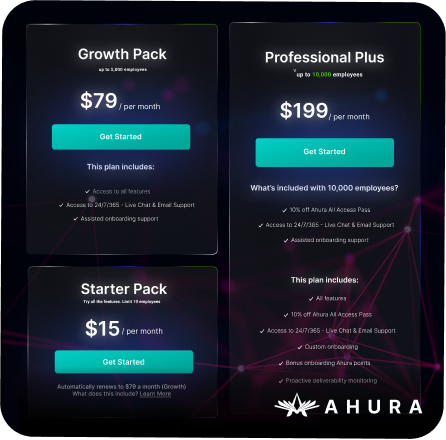 Growth Pack
up to 5,000 employees
$79 / per month
Get Started
This plan includes:
✓ Access to all features
✓ Access to 24/7/365 - Live Chat & Email Support
✓ Assisted onboarding support
Starter Pack
Try all the features. Limit 10 employees
$15 / per month
Get Started
Automatically renews to $79 a month (Growth)
What does this include? Learn More
Professional Plus
up to 10,000 employees
$199 / per month
Get Started
What's included with 10,000 employees?
✓ 10% off Ahura All Access Pass
✓ Access to 24/7/365 - Live Chat & Email Support
✓ Assisted onboarding support
This plan includes:
✓ All features
✓ 10% off Ahura All Access Pass
✓ Access to 24/7/365 - Live Chat & Email Support
✓ Custom onboarding
✓ Bonus onboarding Ahura points
✓ Proactive deliverability monitoring
AHURA